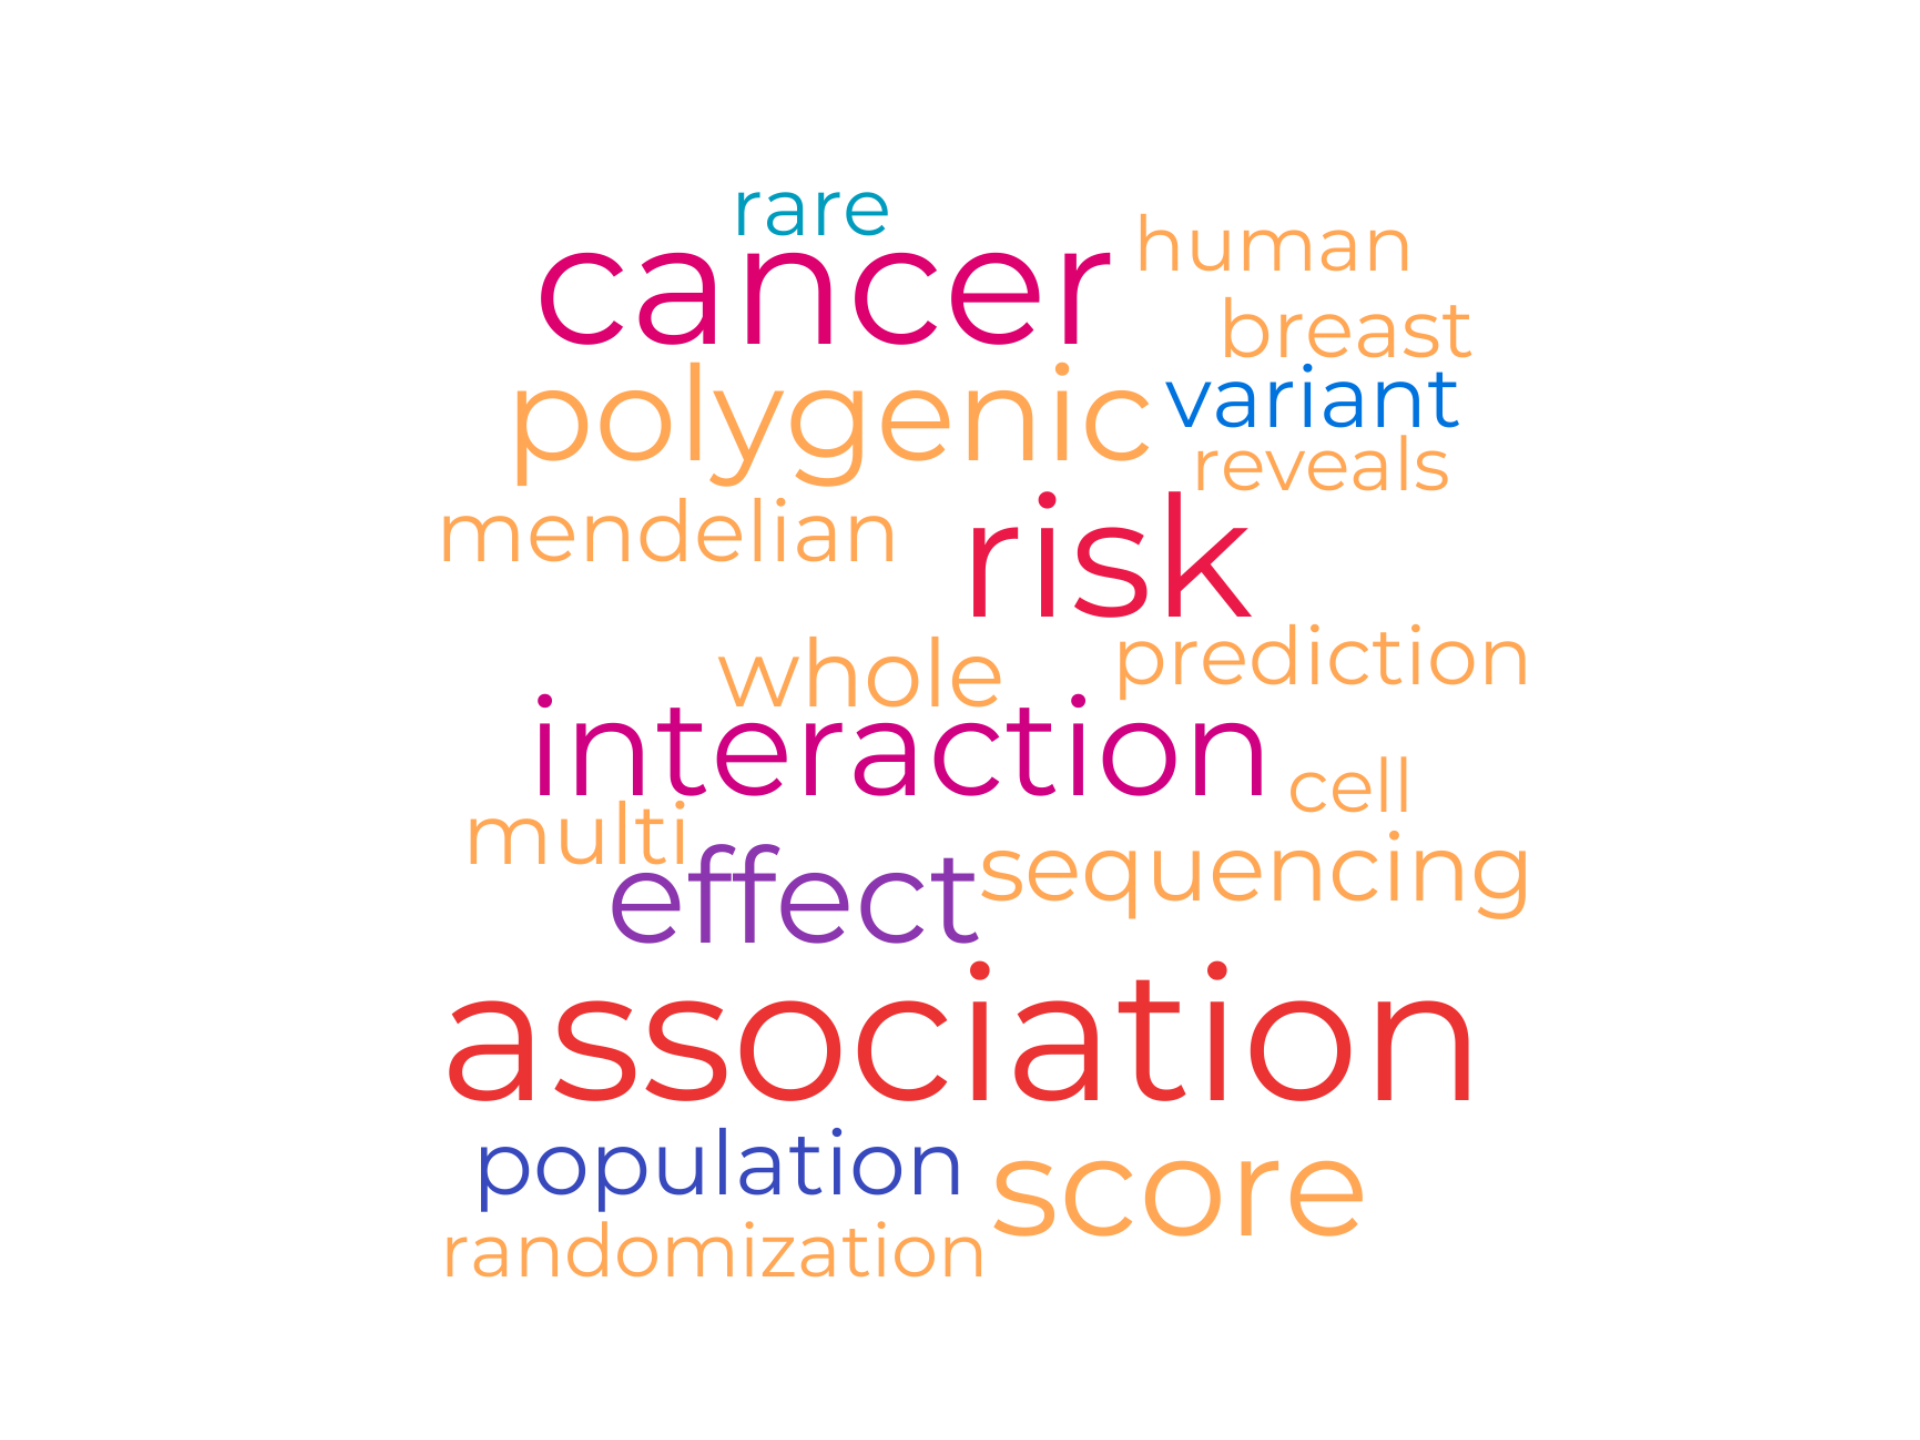 rare
human
cancer
breast
polygenic
variant
reveals
mendelian
risk
whole
prediction
interaction
cell
multi
effect
sequencing
association
population
score
randomization